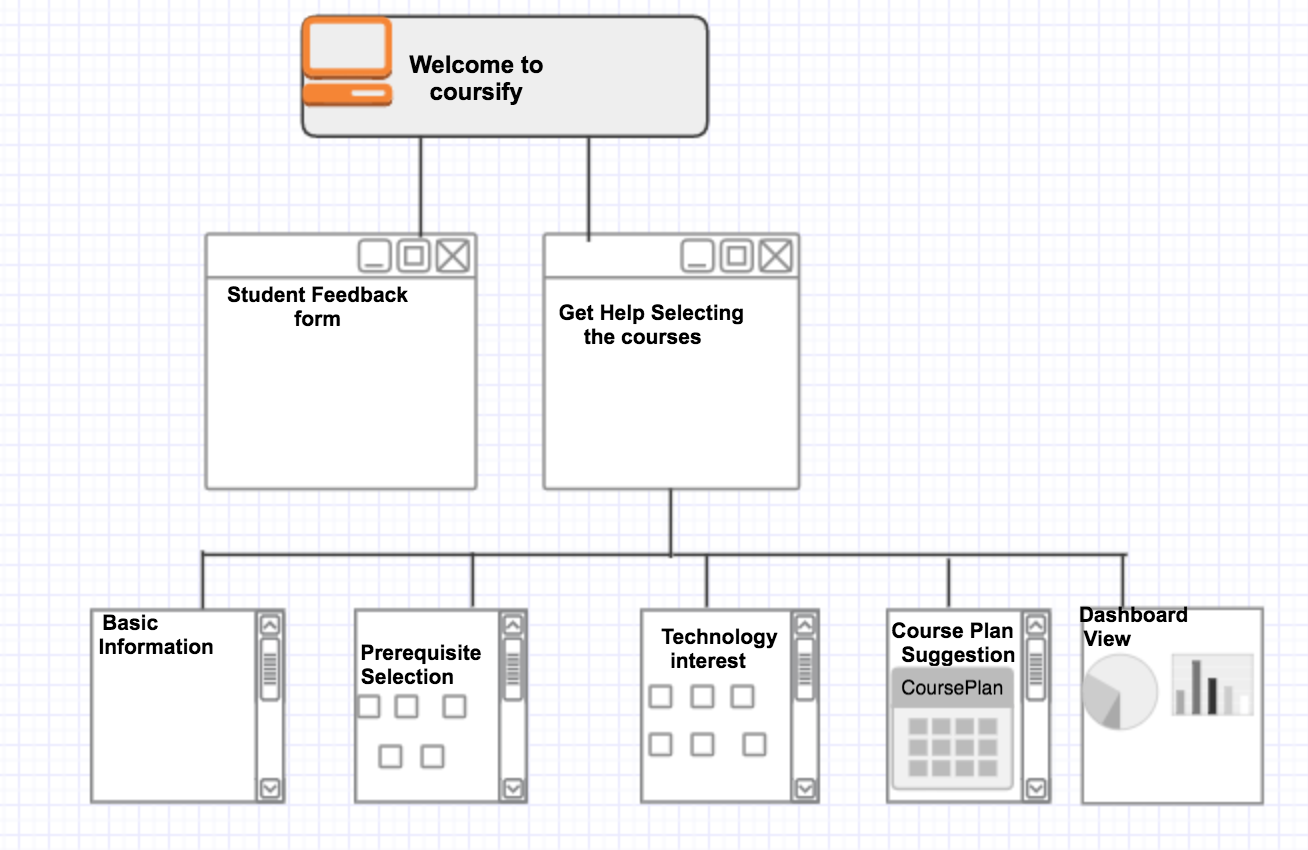 Welcome to
coursify
Student Feedback
form
Get Help Selecting
the courses
Basic
Information
Prerequisite
Selection
Technology
interest
Course Plan
Suggestion
CoursePlan
Dashboard
View